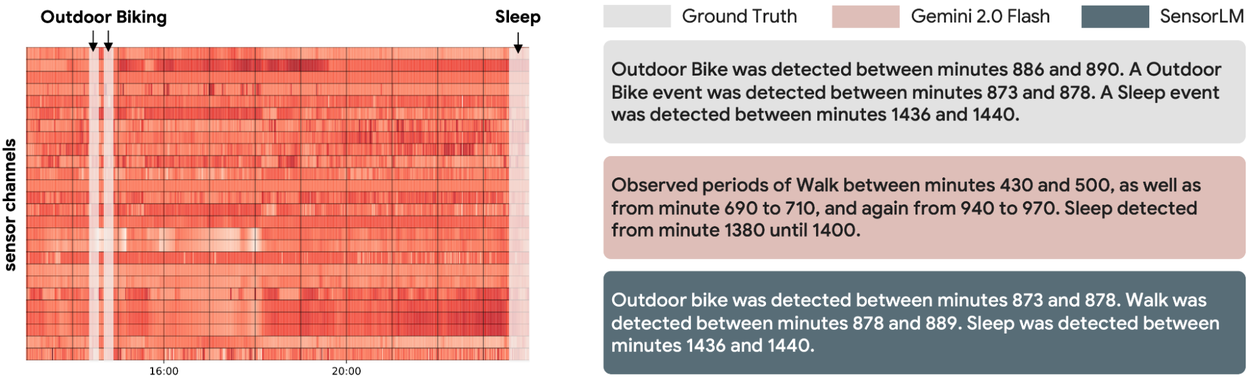 Outdoor Biking
Sleep
sensor channels
16:00
20:00
Ground Truth
Gemini 2.0 Flash
SensorLM
Outdoor Bike was detected between minutes 886 and 890. A Outdoor
Bike event was detected between minutes 873 and 878. A Sleep event
was detected between minutes 1436 and 1440.
Observed periods of Walk between minutes 430 and 500, as well as
from minute 690 to 710, and again from 940 to 970. Sleep detected
from minute 1380 until 1400.
Outdoor bike was detected between minutes 873 and 878. Walk was
detected between minutes 878 and 889. Sleep was detected between
minutes 1436 and 1440.